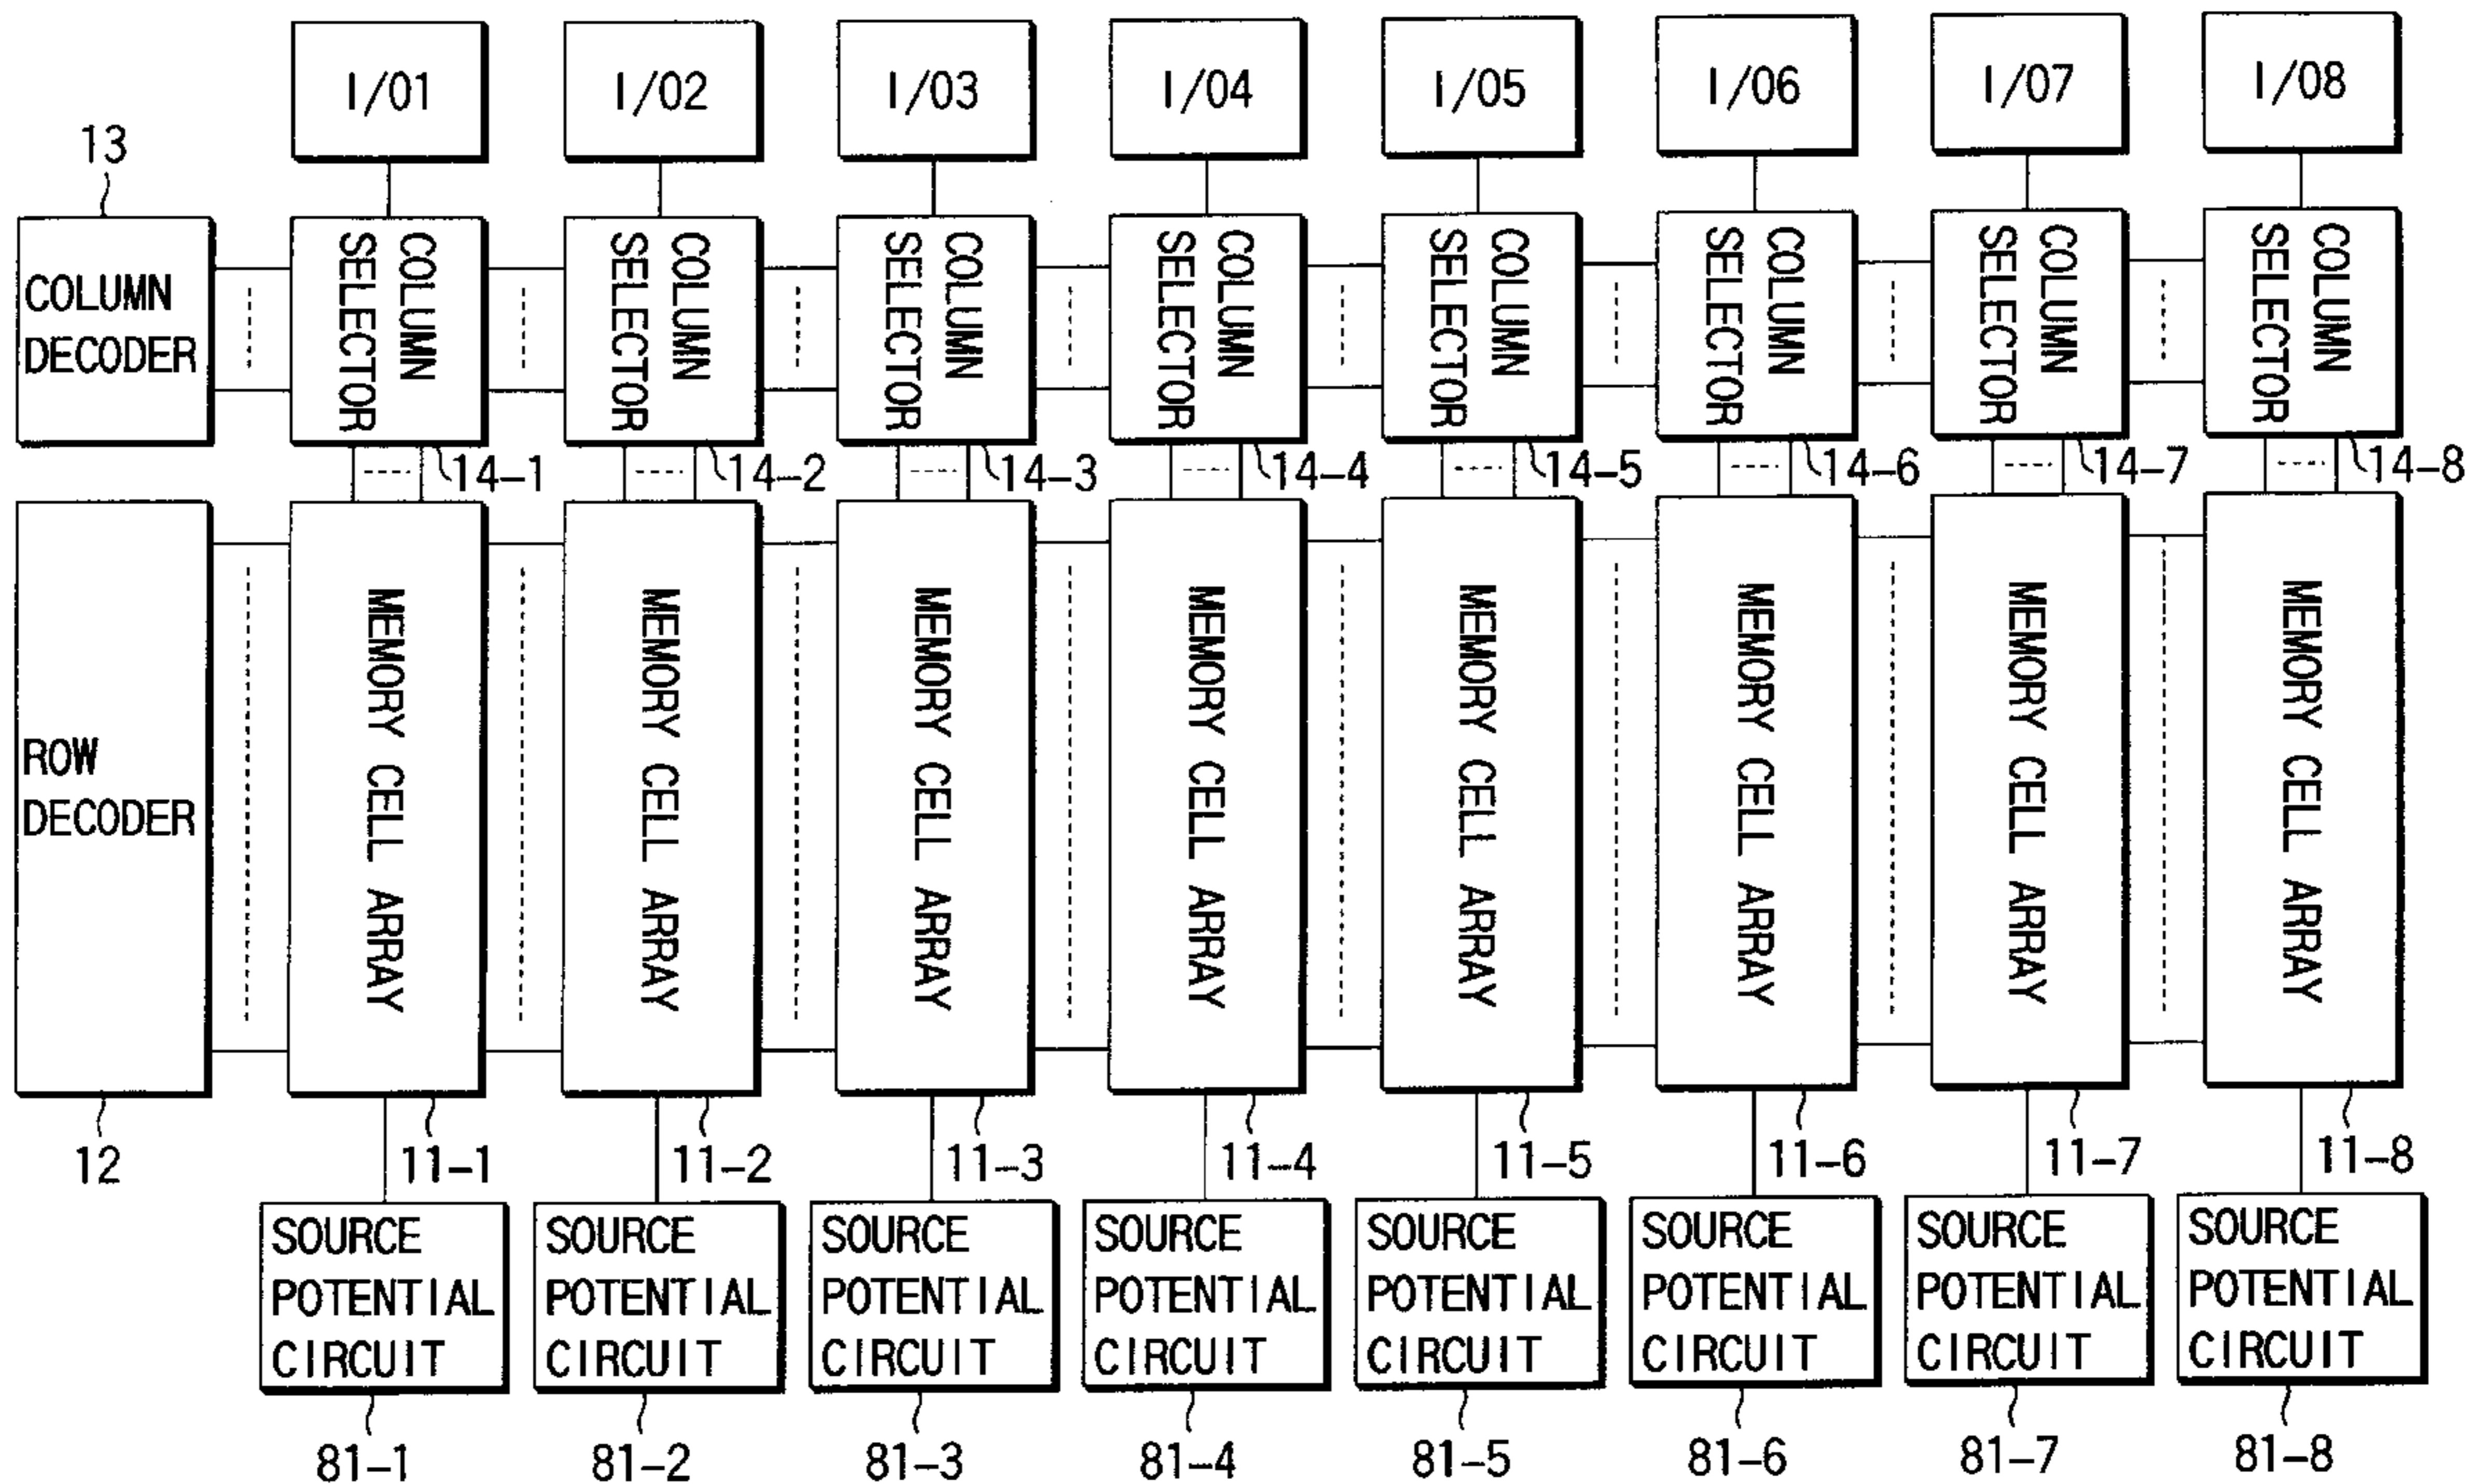 I/01 I/02 I/03 I/04 I/05 I/06 I/07 I/08
13
COLUMN
DECODER
COLUMN
SELECTOR
COLUMN
SELECTOR
COLUMN
SELECTOR
COLUMN
SELECTOR
COLUMN
SELECTOR
COLUMN
SELECTOR
COLUMN
SELECTOR
COLUMN
SELECTOR
14-1 14-2 14-3 14-4 14-5 14-6 14-7 14-8
ROW
DECODER
MEMORY CELL ARRAY
MEMORY CELL ARRAY
MEMORY CELL ARRAY
MEMORY CELL ARRAY
MEMORY CELL ARRAY
MEMORY CELL ARRAY
MEMORY CELL ARRAY
MEMORY CELL ARRAY
12 11-1 11-2 11-3 11-4 11-5 11-6 11-7 11-8
SOURCE
POTENTIAL
CIRCUIT
SOURCE
POTENTIAL
CIRCUIT
SOURCE
POTENTIAL
CIRCUIT
SOURCE
POTENTIAL
CIRCUIT
SOURCE
POTENTIAL
CIRCUIT
SOURCE
POTENTIAL
CIRCUIT
SOURCE
POTENTIAL
CIRCUIT
SOURCE
POTENTIAL
CIRCUIT
81-1 81-2 81-3 81-4 81-5 81-6 81-7 81-8